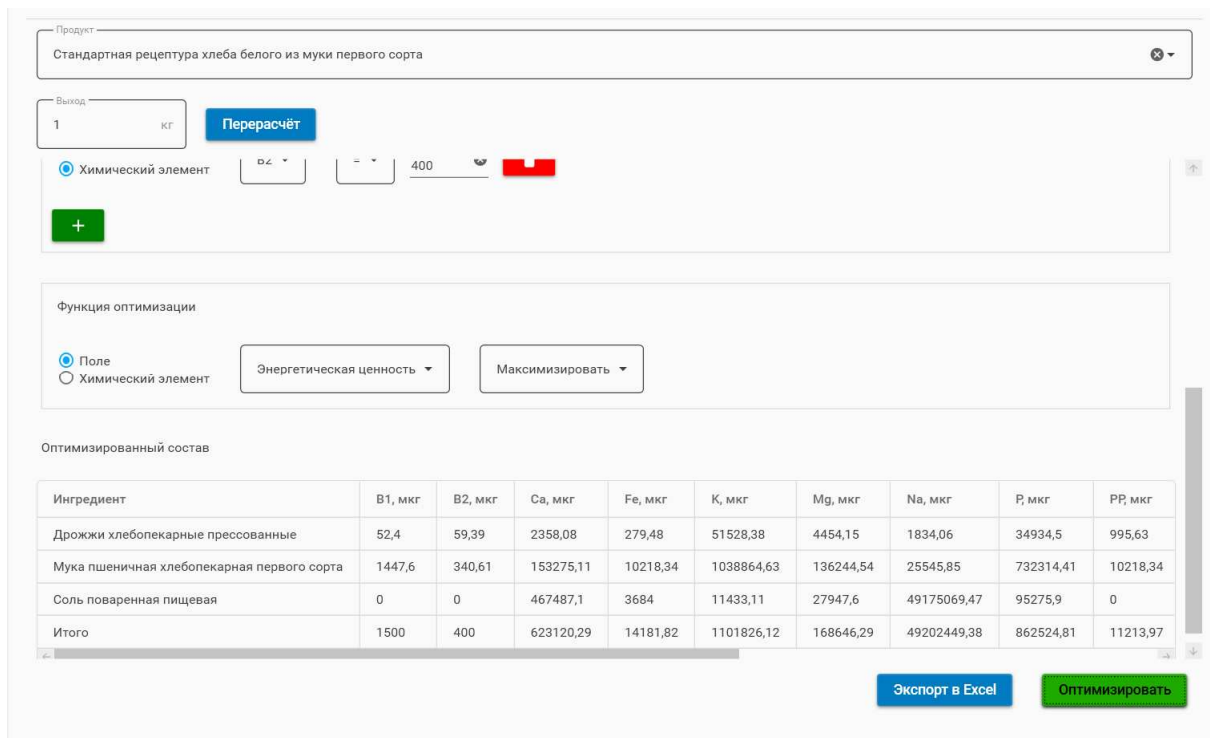 Продукт
Стандартная рецептура хлеба белого из муки первого сорта
Выход
1 кг Перерасчёт
Химический элемент B2 = 400
+
Функция оптимизации
Поле
Химический элемент
Энергетическая ценность Максимизировать
Оптимизированный состав
Ингредиент B1, мкг B2, мкг Ca, мкг Fe, мкг K, мкг Mg, мкг Na, мкг P, мкг PP, мкг
Дрожжи хлебопекарные прессованные 52,4 59,39 2358,08 279,48 51528,38 4454,15 1834,06 34934,5 995,63
Мука пшеничная хлебопекарная первого сорта 1447,6 340,61 153275,11 10218,34 1038864,63 136244,54 25545,85 732314,41 10218,34
Соль поваренная пищевая 0 0 467487,1 3684 11433,11 27947,6 49175069,47 95275,9 0
Итого 1500 400 623120,29 14181,82 1101826,12 168646,29 49202449,38 862524,81 11213,97
Экспорт в Excel Оптимизировать